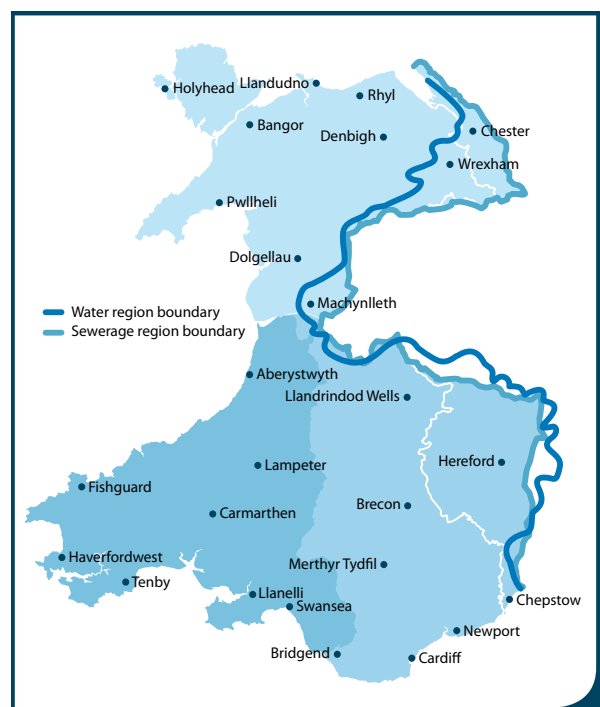 Holyhead
Llandudno
Rhyl
Bangor
Denbigh
Chester
Wrexham
Pwllheli
Dolgellau
Machynlleth
Water region boundary
Sewerage region boundary
Aberystwyth
Llandrindod Wells
Lampeter
Hereford
Fishguard
Carmarthen
Brecon
Haverfordwest
Merthyr Tydfil
Tenby
Llanelli
Swansea
Chepstow
Newport
Bridgend
Cardiff